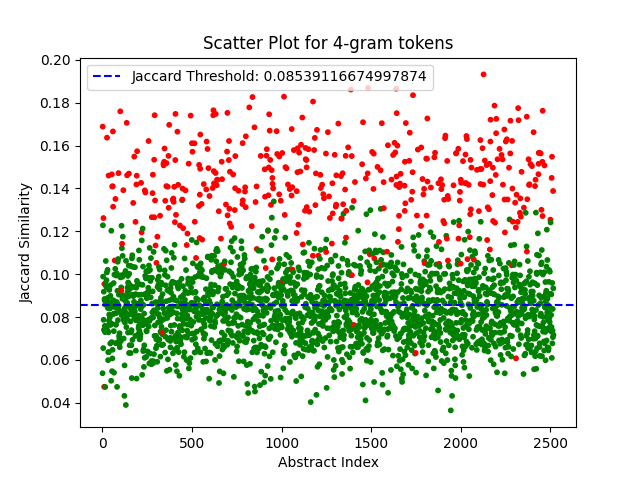 Scatter Plot for 4-gram tokens
Jaccard Threshold: 0.08539116674997874
0.20
0.18
0.16
0.14
0.12
0.10
0.08
0.06
0.04
Jaccard Similarity
0 500 1000 1500 2000 2500
Abstract Index